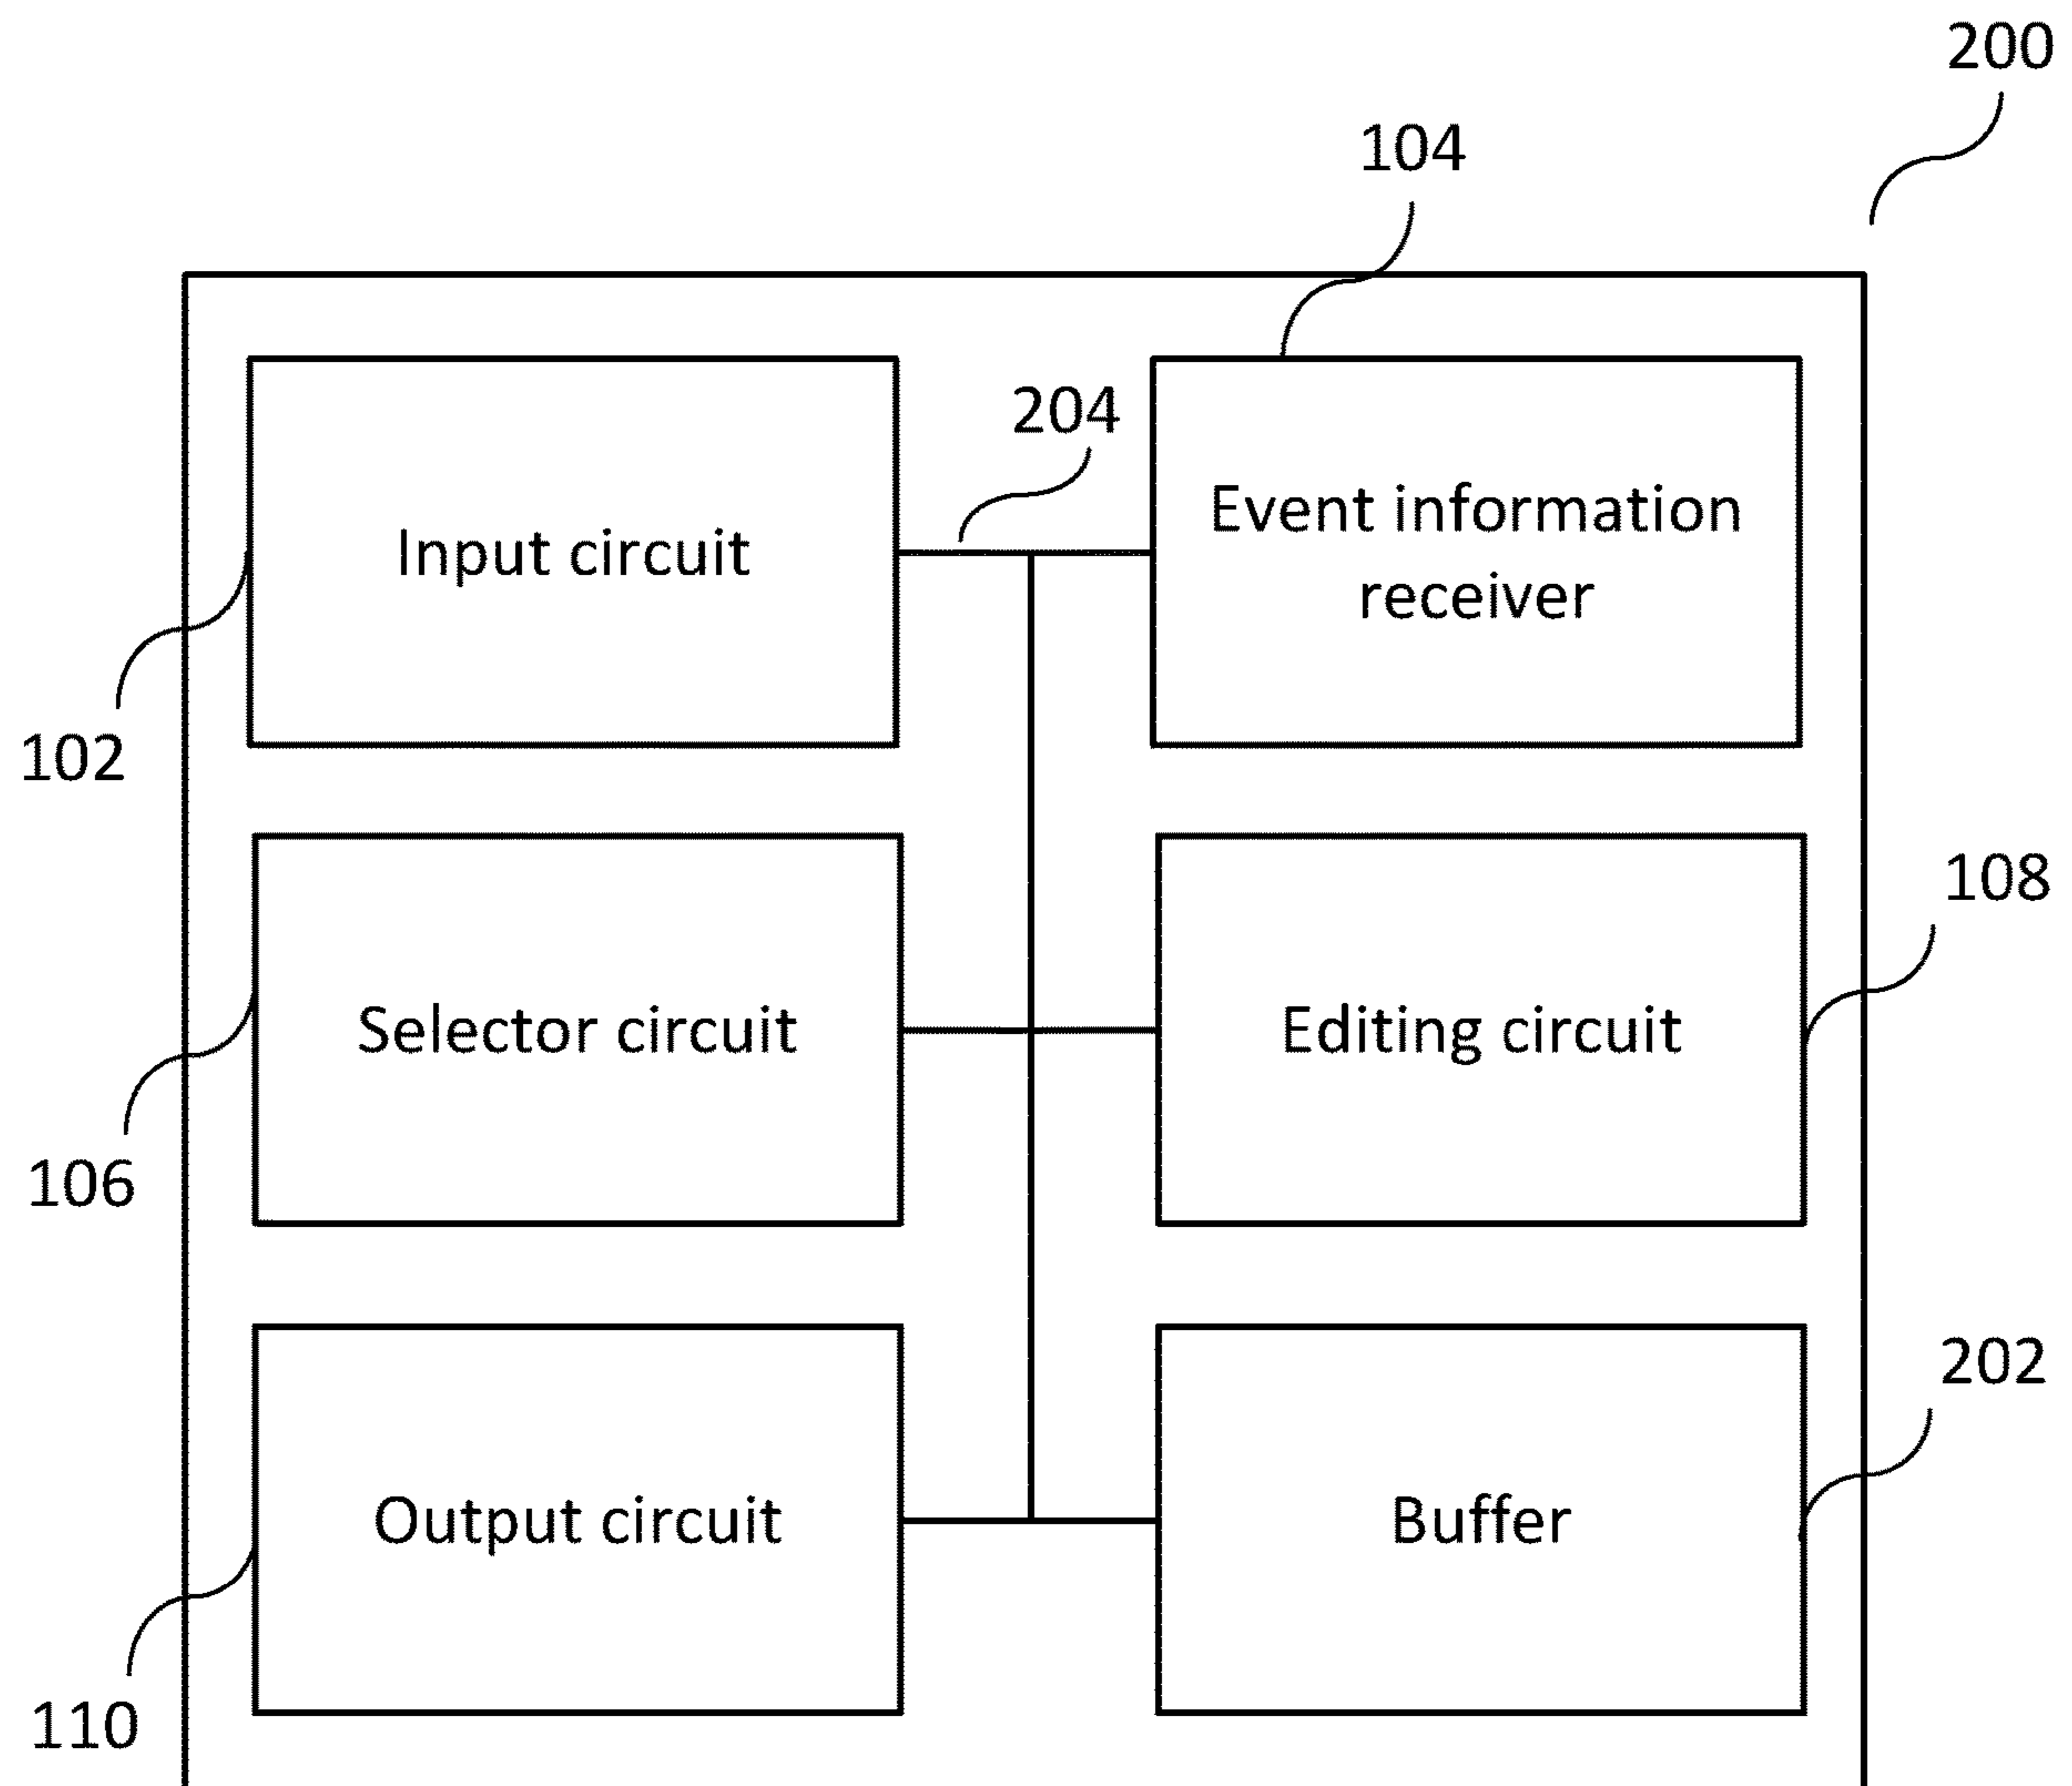 200
104
204
Input circuit
Event information
receiver
102
108
Selector circuit
Editing circuit
106
202
Output circuit
Buffer
110